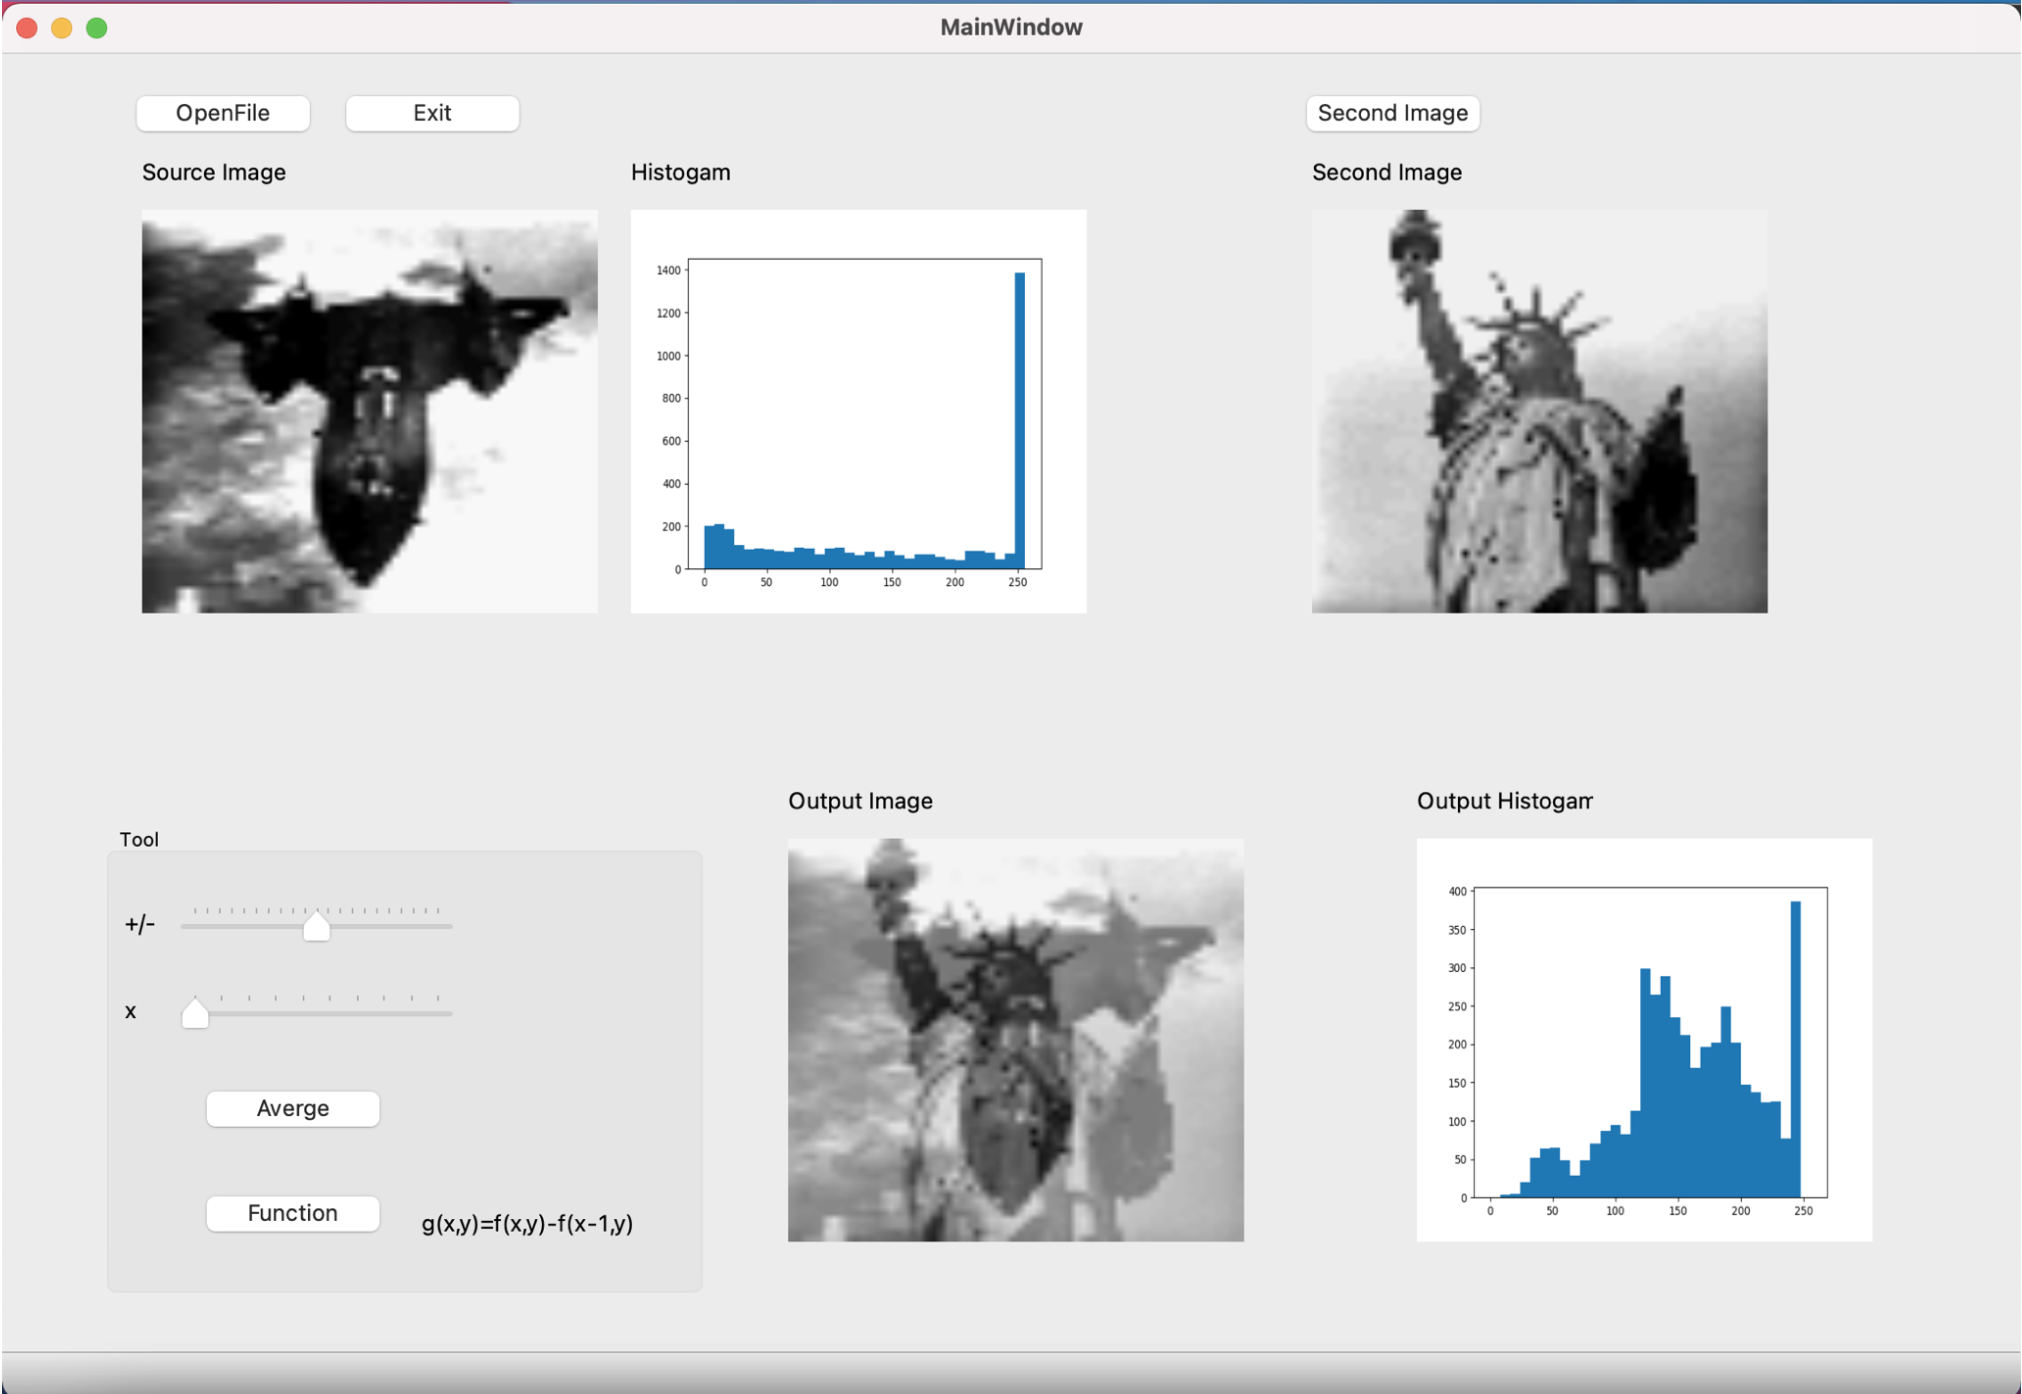 MainWindow
OpenFile
Exit
Second Image
Source Image
Histogam
Second Image
1400
1200
1000
800
600
400
200
0
0 50 100 150 200 250
Output Image
Output Histogam
Tool
+/-
x
Averge
Function
g(x,y)=f(x,y)-f(x-1,y)
400
350
300
250
200
150
100
50
0
0 50 100 150 200 250